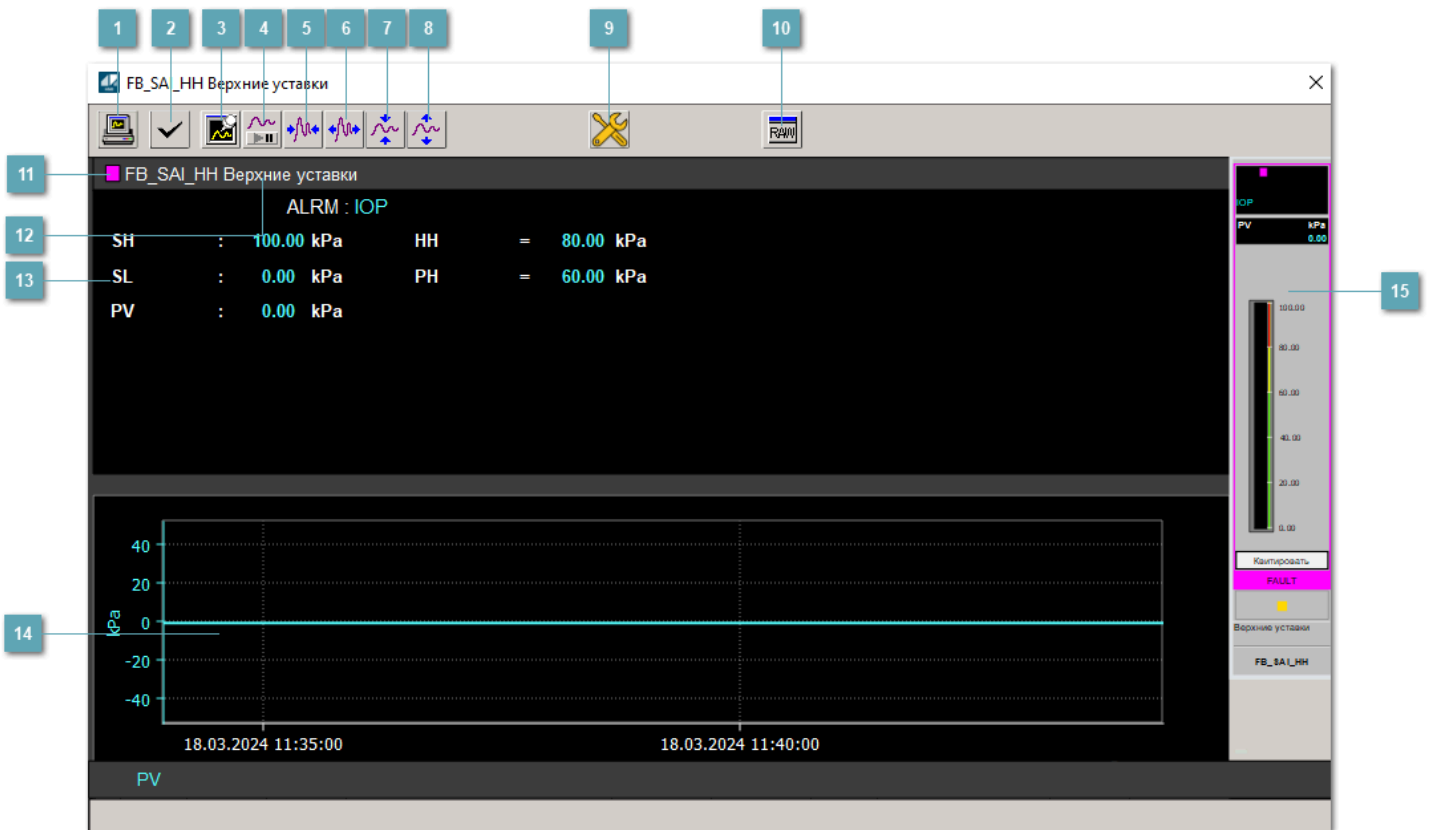 1 2 3 4 5 6 7 8 9 10
FB_SAI_HH Верхние уставки
RAW
11
FB_SAI_HH Верхние уставки
ALRM : IOP
12
SH : 100.00 kPa HH = 80.00 kPa
13
SL : 0.00 kPa PH = 60.00 kPa
PV : 0.00 kPa
IOP
PV kPa
0.00
15
100.00
80.00
60.00
40.00
20.00
0.00
Квитировать
FAULT
Верхние уставки
FB_SAI_HH
14
kPa
40
20
0
-20
-40
18.03.2024 11:35:00 18.03.2024 11:40:00
PV